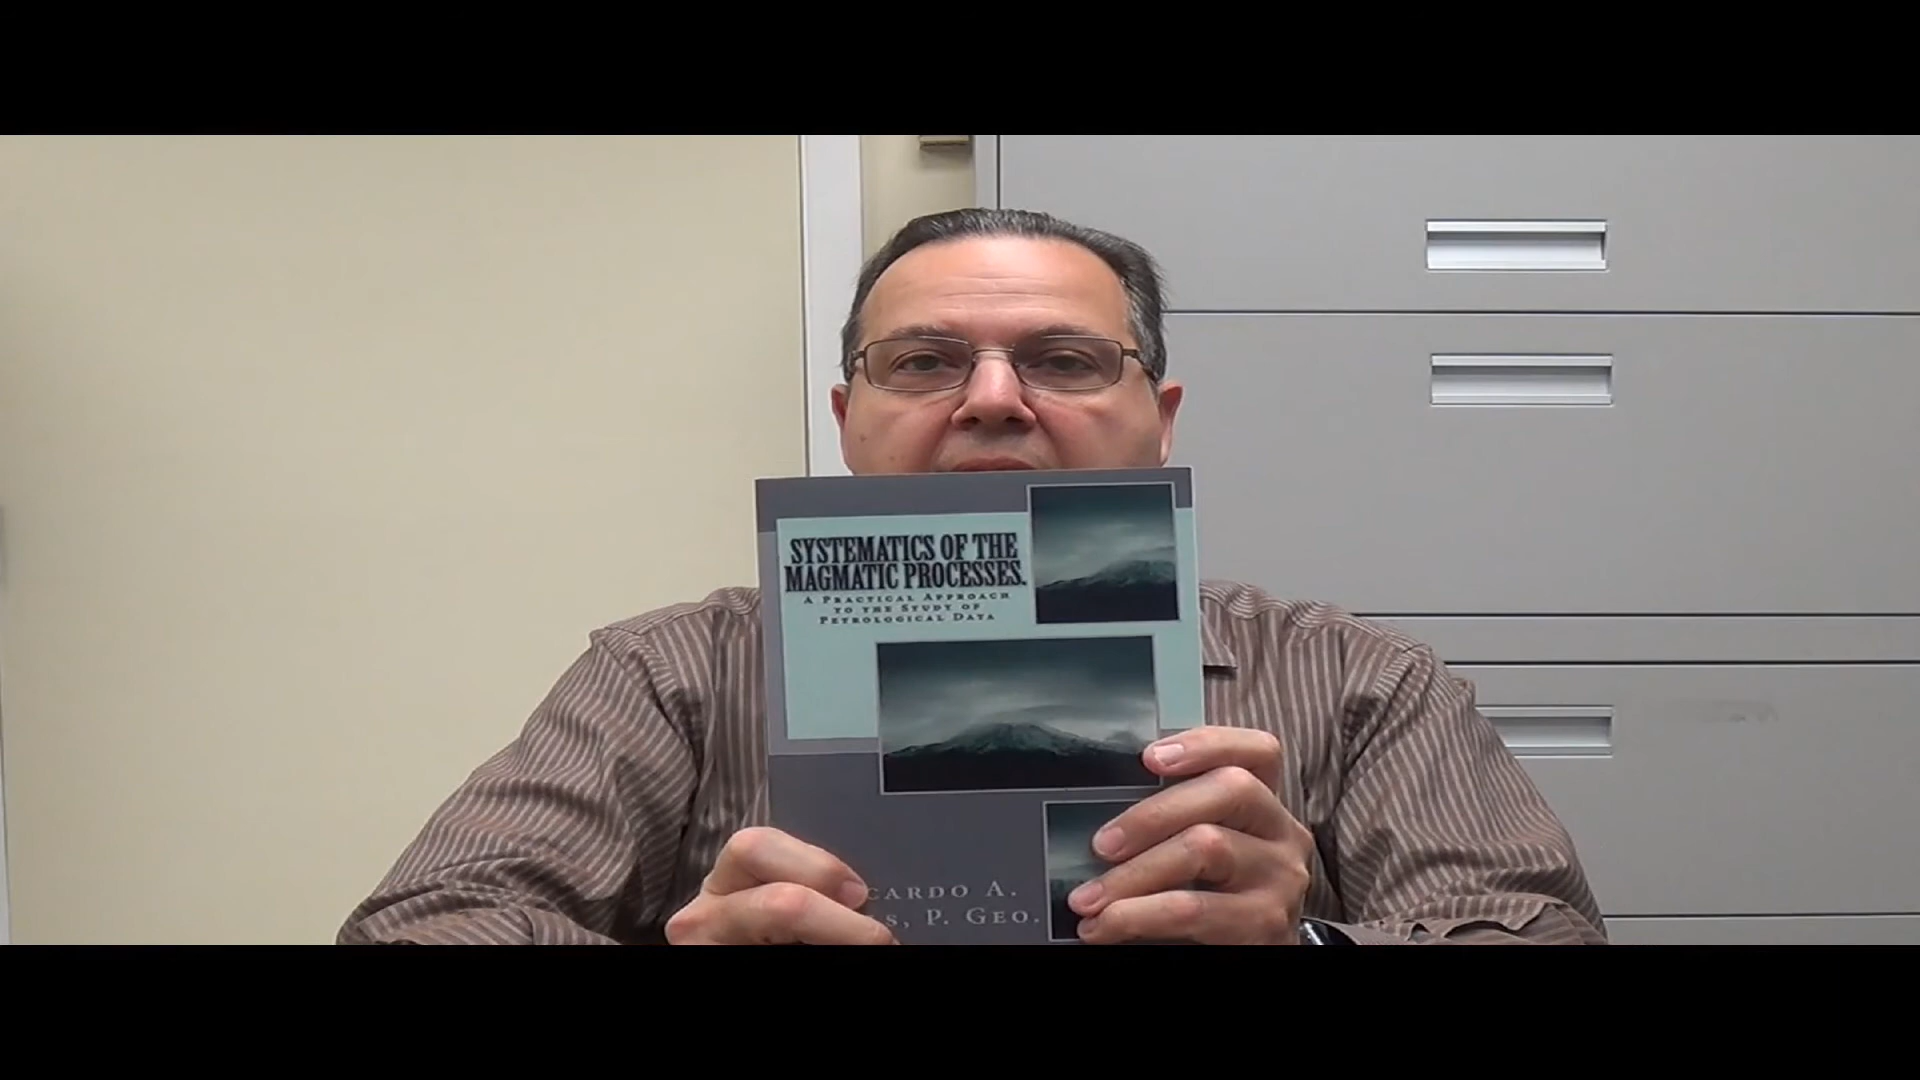 SYSTEMATICS OF THE
MAGMATIC PROCESSES.
A PRACTICAL APPROACH
TO THE STUDY OF
PETROLOGICAL DATA
CARDO A.
S, P. GEO.